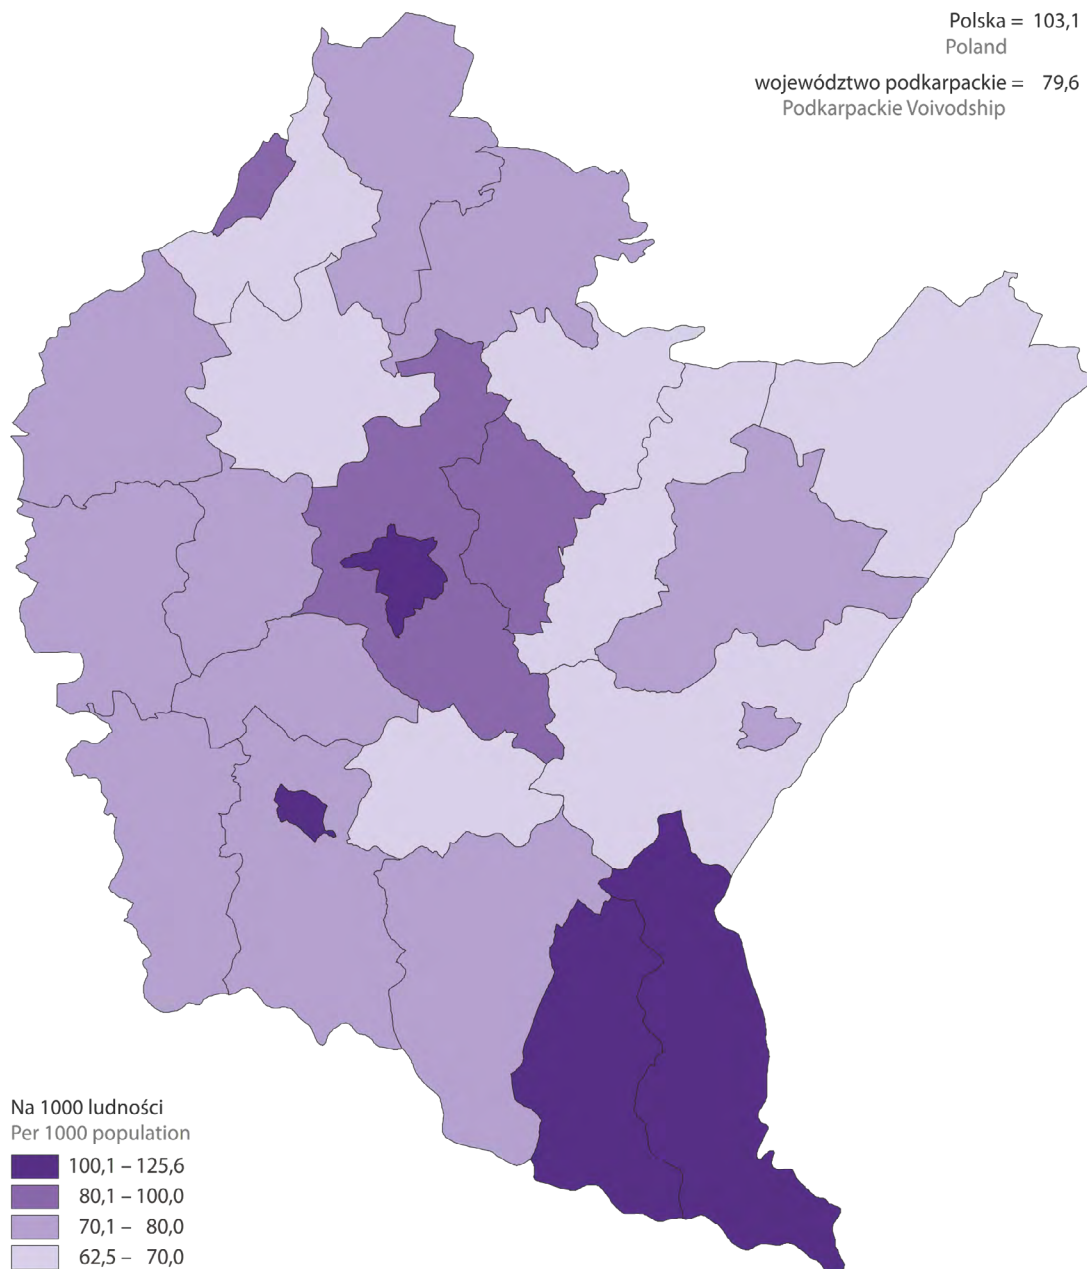 Polska = 103,1
Poland
województwo podkarpackie = 79,6
Podkarpackie Voivodship
Na 1000 ludności
Per 1000 population
100,1 – 125,6
80,1 – 100,0
70,1 – 80,0
62,5 – 70,0